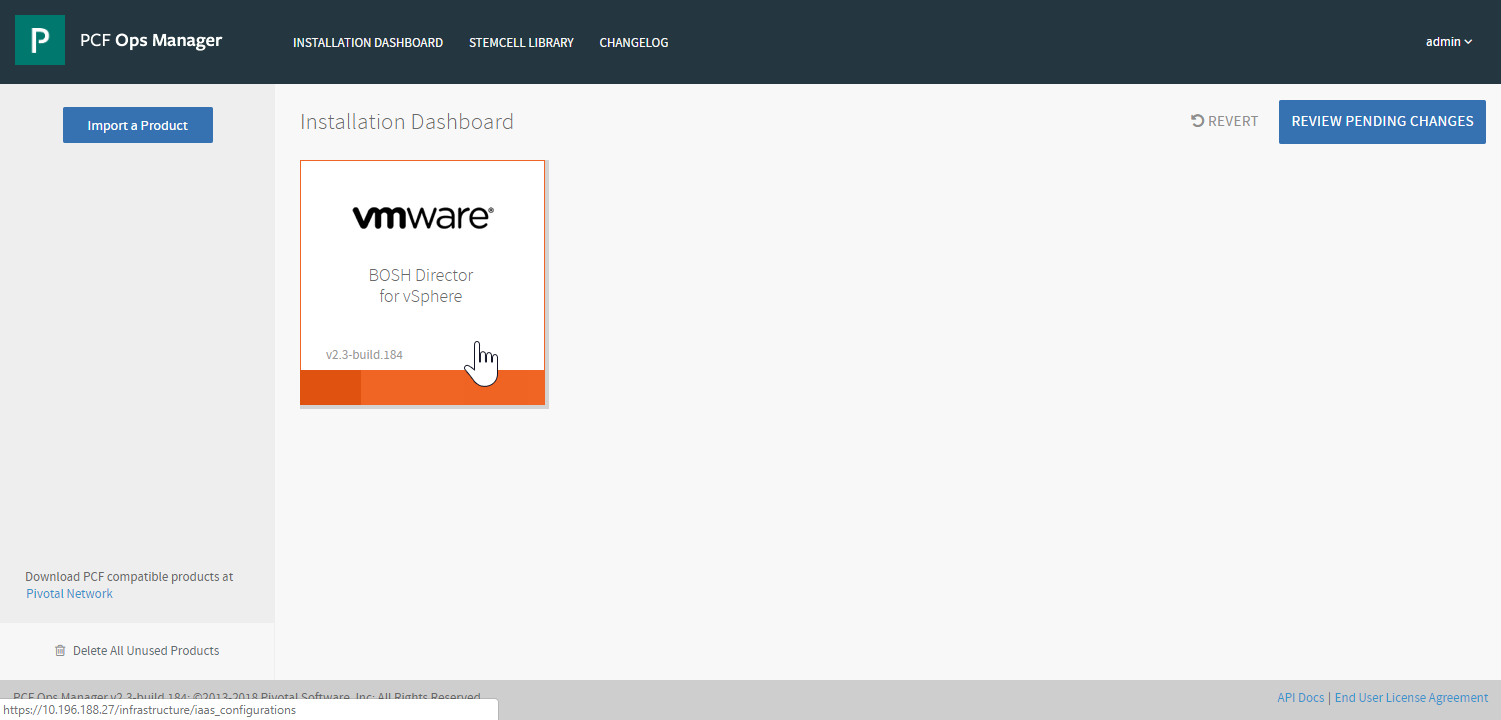 P
PCF Ops Manager
INSTALLATION DASHBOARD
STEMCELL LIBRARY
CHANGELOG
admin
Import a Product
Installation Dashboard
REVERT
REVIEW PENDING CHANGES
vmware®
BOSH Director
for vSphere
v2.3-build.184
Download PCF compatible products at
Pivotal Network
Delete All Unused Products
PCF Ops Manager v2.3-build.184; ©2013-2018 Pivotal Software, Inc; All Rights Reserved.
API Docs | End User License Agreement
https://10.196.188.27/infrastructure/iaas_configurations